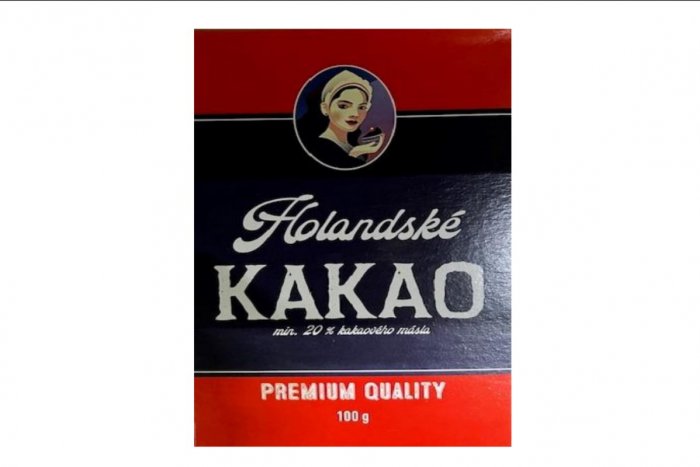 Holandské
KAKAO
min. 20 % kakaového másla
PREMIUM QUALITY
100 g